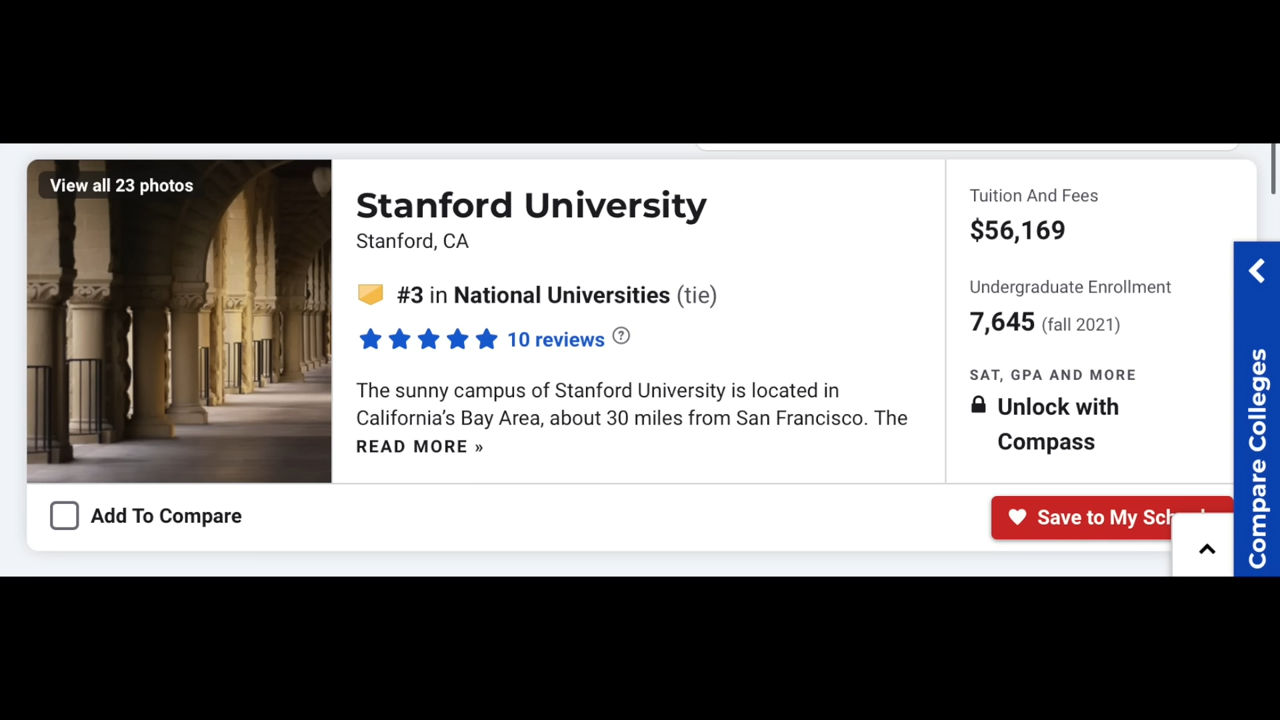 View all 23 photos
Stanford University
Stanford, CA
#3 in National Universities (tie)
10 reviews ?
The sunny campus of Stanford University is located in
California’s Bay Area, about 30 miles from San Francisco. The
READ MORE »
Tuition And Fees
$56,169
Undergraduate Enrollment
7,645 (fall 2021)
SAT, GPA AND MORE
Unlock with
Compass
Add To Compare
Save to My
Compare Colleges